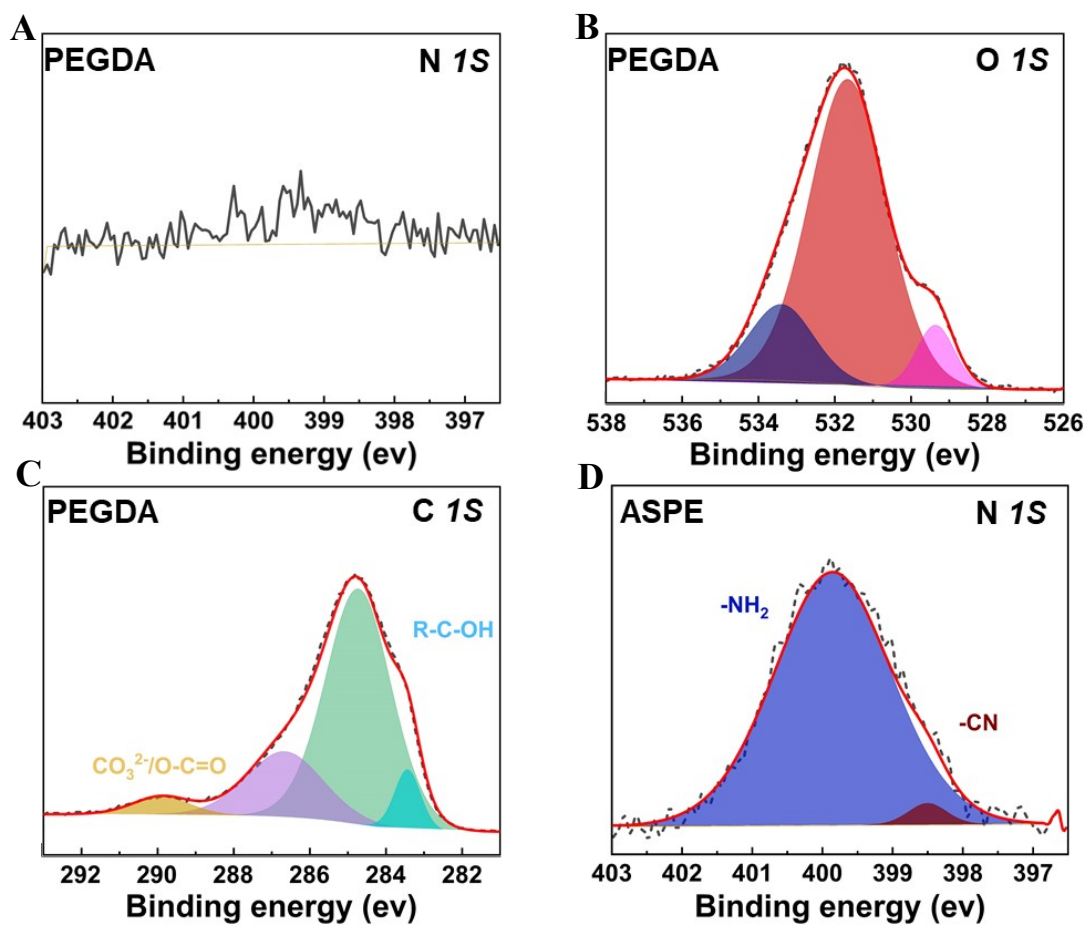 A
PEGDA
N 1S
403 402 401 400 399 398 397
Binding energy (ev)
B
PEGDA
O 1S
538 536 534 532 530 528 526
Binding energy (ev)
C
PEGDA
C 1S
R-C-OH
CO₃²⁻/O-C=O
292 290 288 286 284 282
Binding energy (ev)
D
ASPE
N 1S
-NH₂
-CN
403 402 401 400 399 398 397
Binding energy (ev)